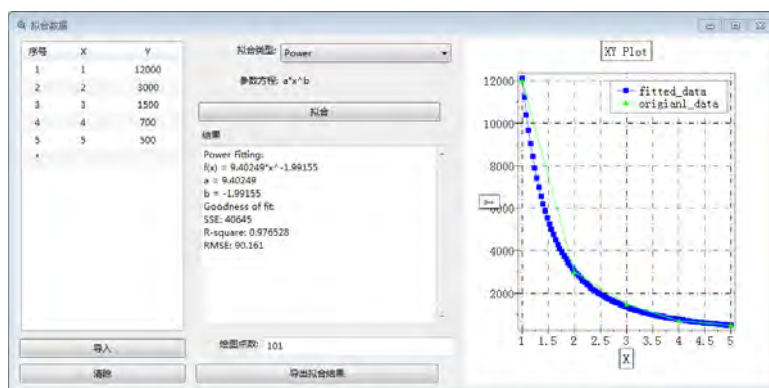 拟合数据
序号 X Y
1 1 12000
2 2 3000
3 3 1500
4 4 700
5 5 500
*
导入
清除
拟合类型: Power
参数方程: a*x^b
拟合
结果
Power Fitting:
f(x) = 9.40249*x^-1.99155
a = 9.40249
b = -1.99155
Goodness of fit:
SSE: 40645
R-square: 0.976528
RMSE: 90.161
绘图点数: 101
导出拟合结果
XY Plot
fitted_data
origianl_data
12000
10000
8000
6000
4000
2000
Y
1 1.5 2 2.5 3 3.5 4 4.5 5
X